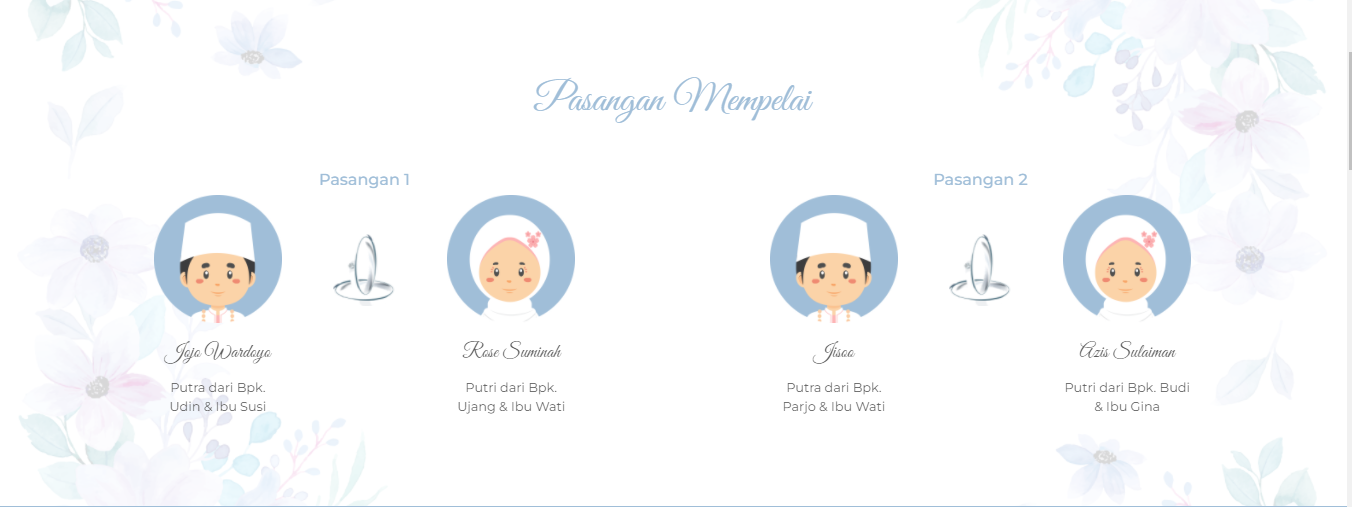 Pasangan Mempelai
Pasangan 1
Jojo Wardoyo
Putra dari Bpk.
Udin & Ibu Susi
Rose Suminah
Putri dari Bpk.
Ujang & Ibu Wati
Pasangan 2
Jisoo
Putra dari Bpk.
Parjo & Ibu Wati
Azis Sulaiman
Putri dari Bpk. Budi
& Ibu Gina